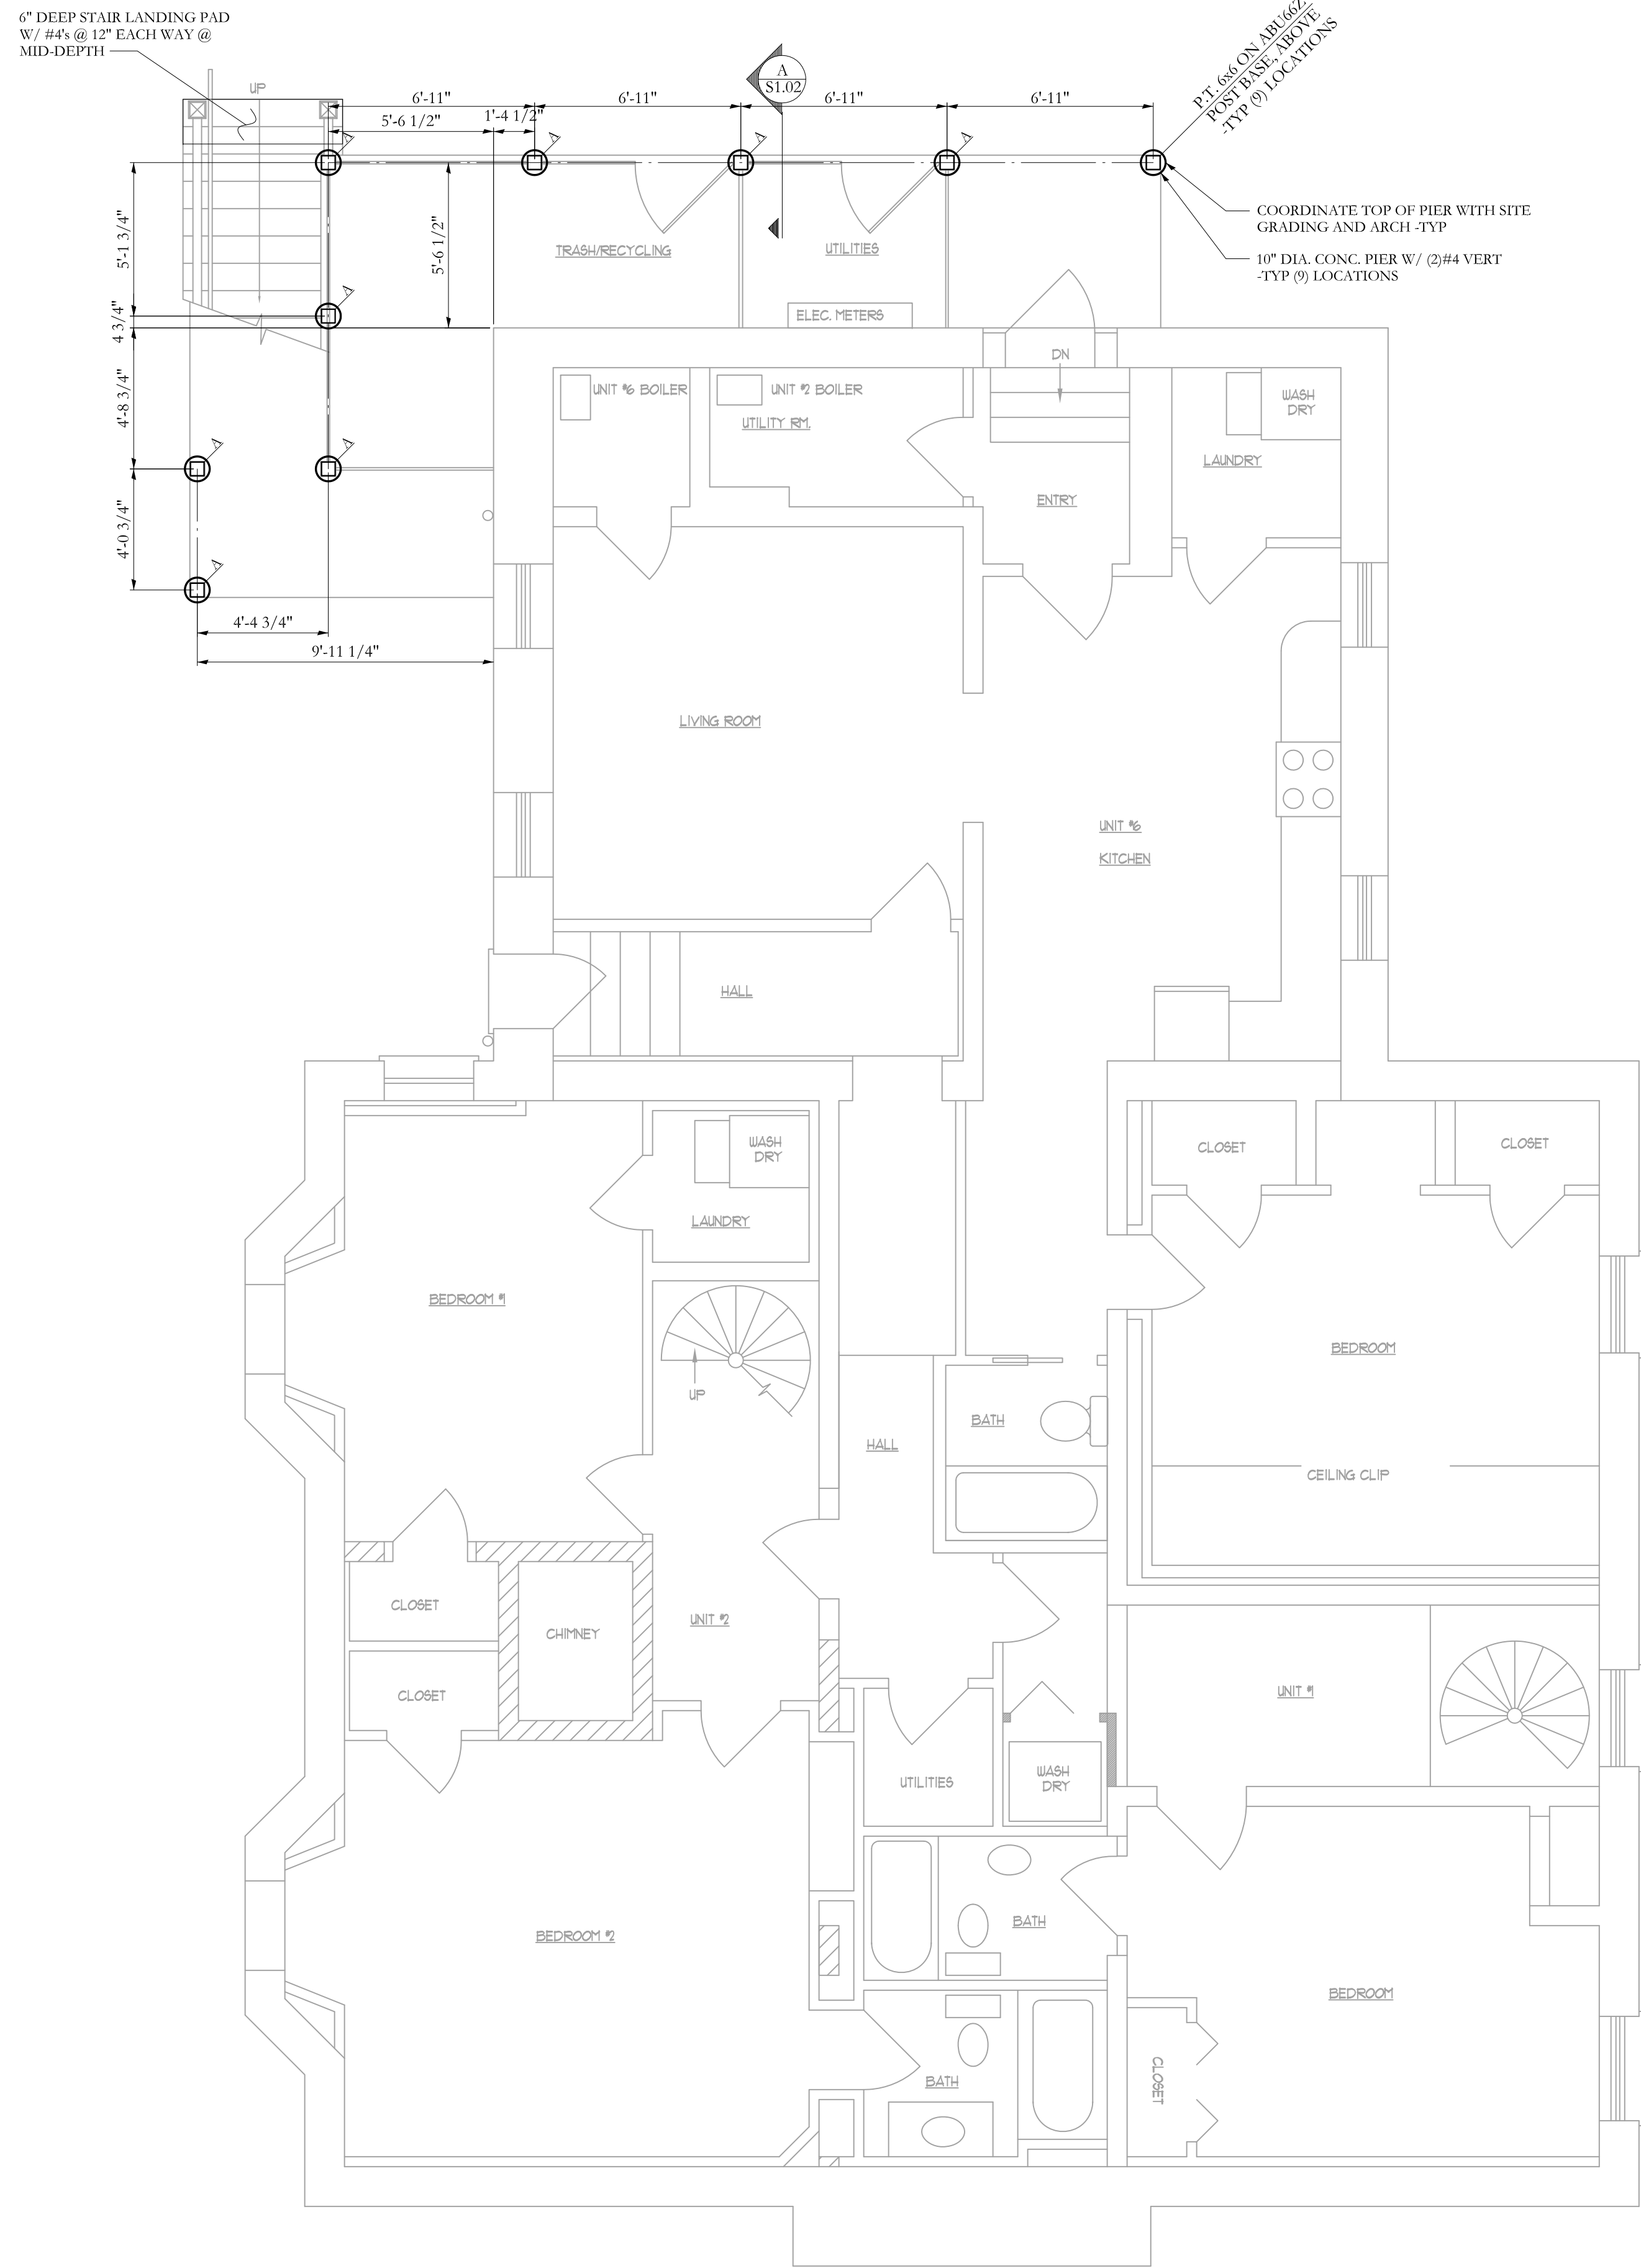 6" DEEP STAIR LANDING PAD
W/ #4's @ 12" EACH WAY @
MID-DEPTH
UP
A
S1.02
P.T. 6x6 ON ABU66Z
POST BASE, ABOVE
-TYP (9) LOCATIONS
6'-11"
6'-11"
6'-11"
6'-11"
5'-6 1/2"
1'-4 1/2"
A
A
A
A
5'-1 3/4"
5'-6 1/2"
TRASH/RECYCLING
UTILITIES
COORDINATE TOP OF PIER WITH SITE
GRADING AND ARCH -TYP
10" DIA. CONC. PIER W/ (2)#4 VERT
-TYP (9) LOCATIONS
A
4 3/4"
ELEC. METERS
DN
4'-8 3/4"
UNIT #6 BOILER
UNIT #2 BOILER
UTILITY RM.
WASH
DRY
A
A
LAUNDRY
ENTRY
4'-0 3/4"
A
4'-4 3/4"
9'-11 1/4"
LIVING ROOM
UNIT #6
KITCHEN
HALL
WASH
DRY
CLOSET
CLOSET
LAUNDRY
BEDROOM #1
BEDROOM
UP
BATH
HALL
CEILING CLIP
CLOSET
UNIT #2
CHIMNEY
CLOSET
UNIT #1
UTILITIES
WASH
DRY
BATH
BEDROOM #2
BEDROOM
CLOSET
BATH